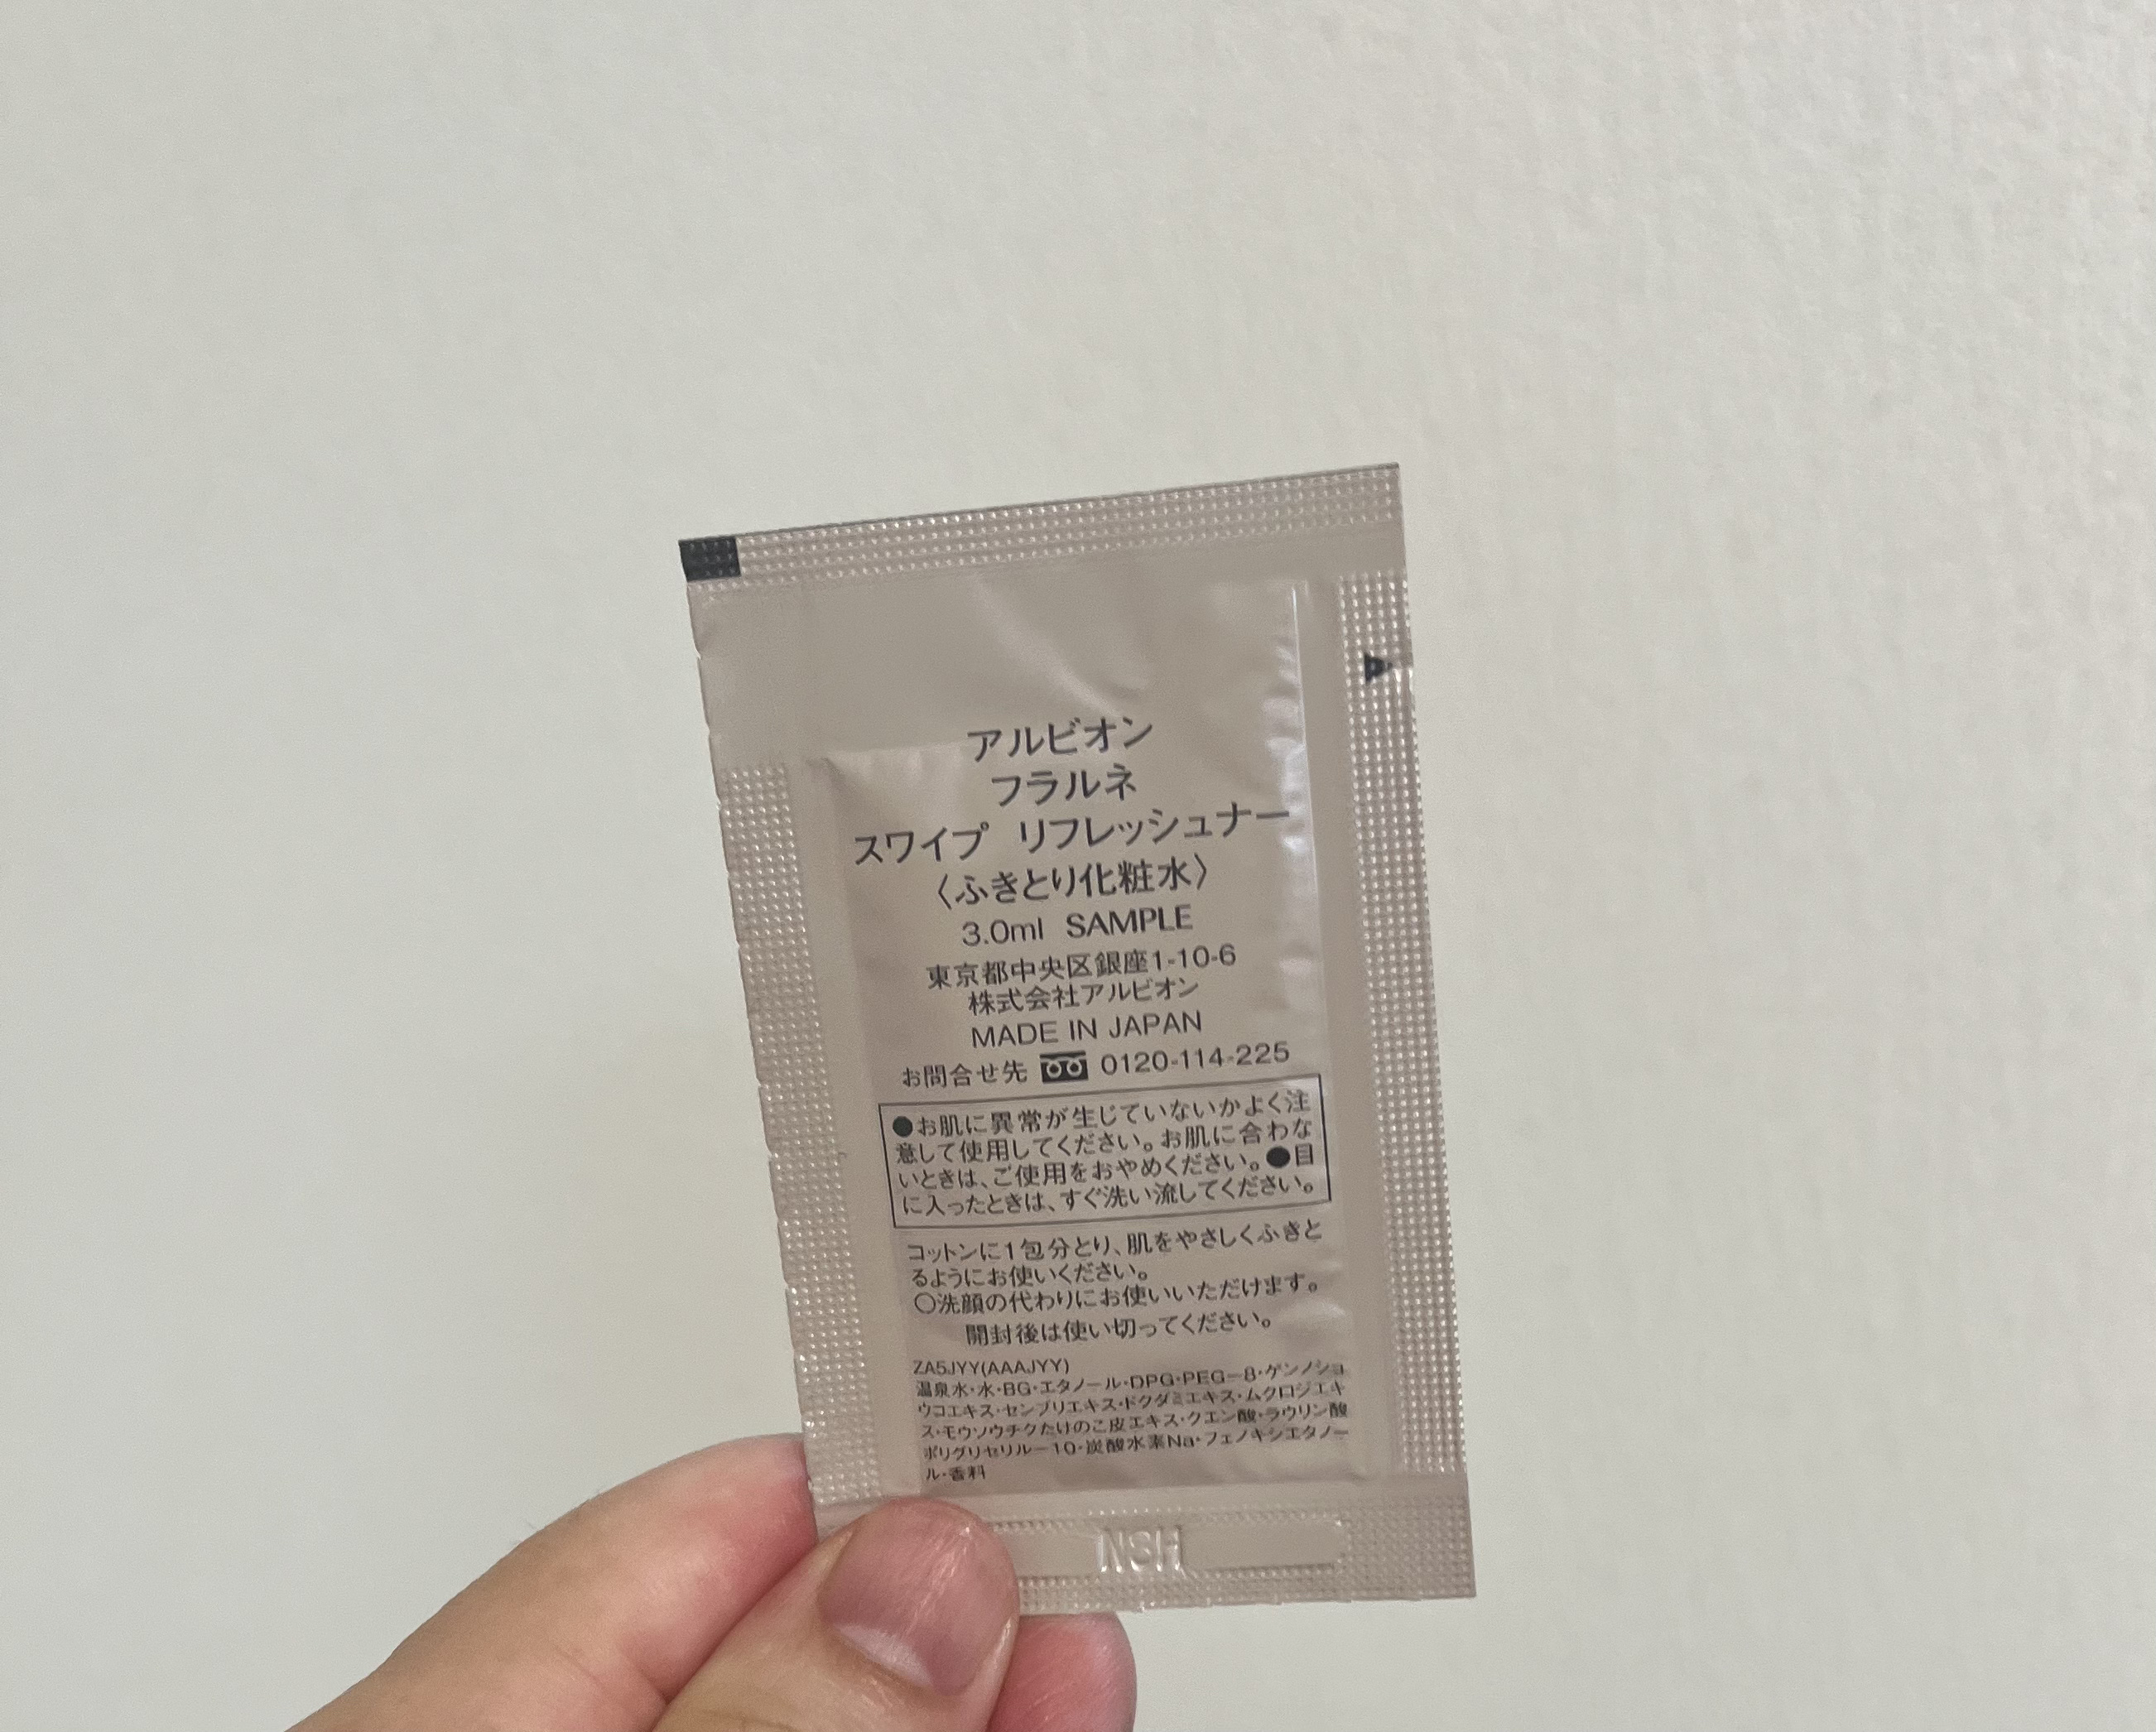 アルビオン
フラルネ
スワイプ リフレッシュナー
〈ふきとり化粧水〉
3.0ml SAMPLE
東京都中央区銀座1-10-6
株式会社アルビオン
MADE IN JAPAN
お問合せ先 0120-114-225
●お肌に異常が生じていないかよく注
意して使用してください。お肌に合わな
いときは、ご使用をおやめください。●目
に入ったときは、すぐ洗い流してください。
コットンに1包分とり、肌をやさしくふきと
るようにお使いください。
○洗顔の代わりにお使いいただけます。
開封後は使い切ってください。
ZA5JYY(AAAJYY)
温泉水・水・BG・エタノール・DPG・PEG-8・ゲンノショ
ウコエキス・センブリエキス・ドクダミエキス・ムクロジエキ
ス・モウソウチクたけのこ皮エキス・クエン酸・ラウリン酸
ポリグリセリル-10・炭酸水素Na・フェノキシエタノー
ル・香料
HSN